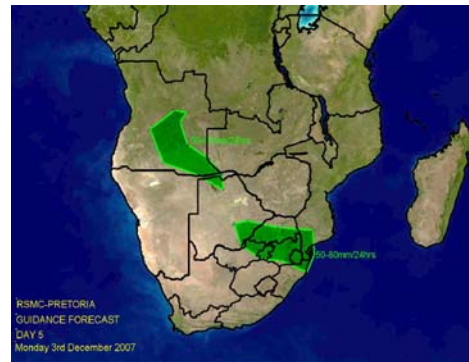 50-80mm/24hrs
RSMC-PRETORIA
GUIDANCE FORECAST
DAY 5
Monday 3rd December 2007